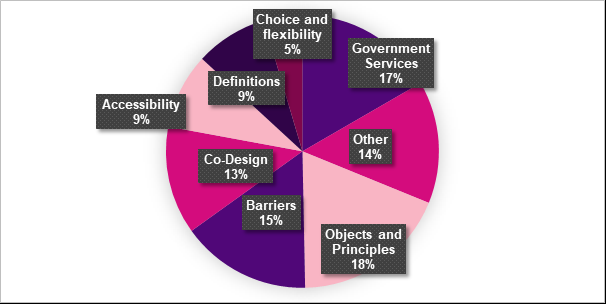 Choice and
flexibility
5%
Government
Services
17%
Definitions
9%
Accessibility
9%
Other
14%
Co-Design
13%
Barriers
15%
Objects and
Principles
18%